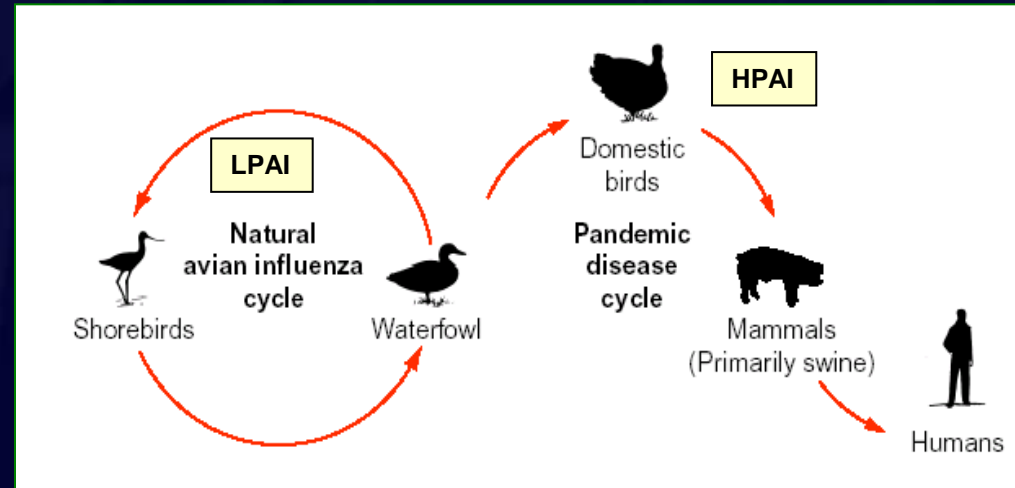 LPAI
Natural
avian influenza
cycle
Shorebirds
Waterfowl
HPAI
Domestic
birds
Pandemic
disease
cycle
Mammals
(Primarily swine)
Humans